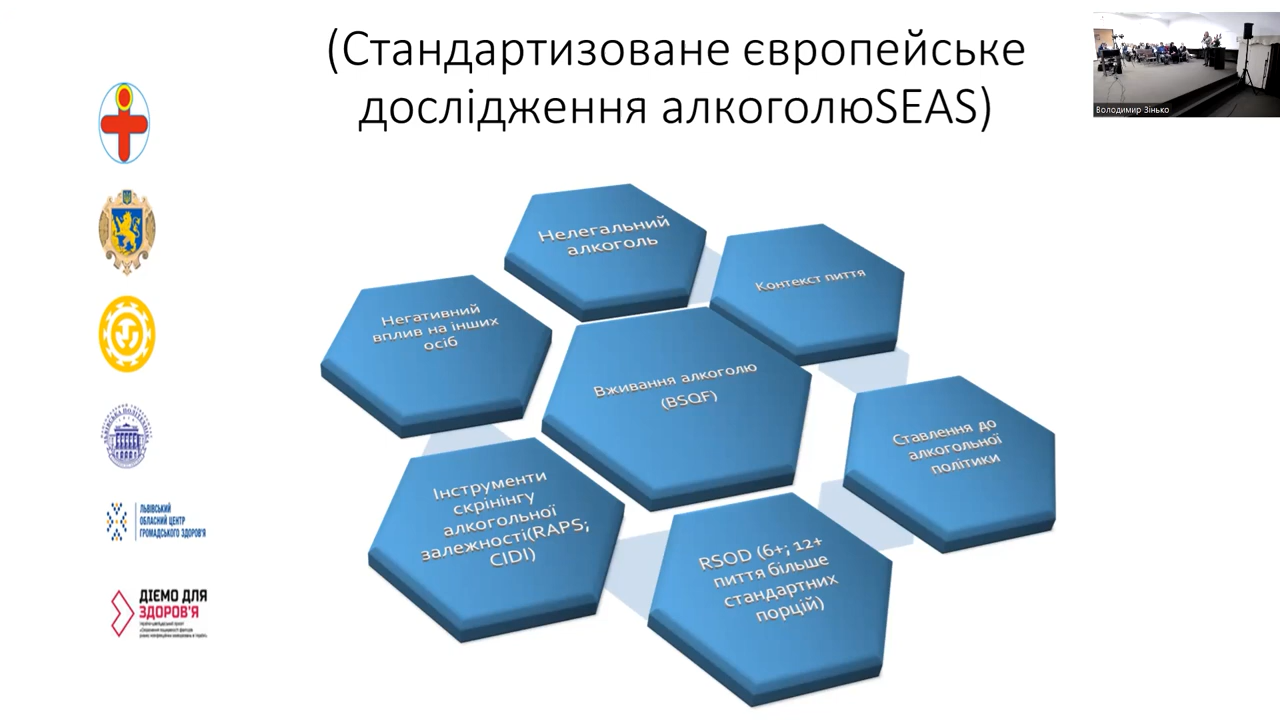 (Стандартизоване європейське
дослідження алкоголюSEAS)
Володимир Зінько
Нелегальний
алкоголь
Контекст пиття
Негативний
вплив на інших
осіб
Вживання алкоголю
(BSQF)
Ставлення до
алкогольної
політики
Інструменти
скрінінгу
алкогольної
залежності(RAPS;
CIDI)
RSOD (6+; 12+
пиття більше
стандартних
порцій)
ЛЬВІВСЬКИЙ
ОБЛАСНИЙ ЦЕНТР
ГРОМАДСЬКОГО ЗДОРОВ'Я
ДІЄМО ДЛЯ
ЗДОРОВ'Я